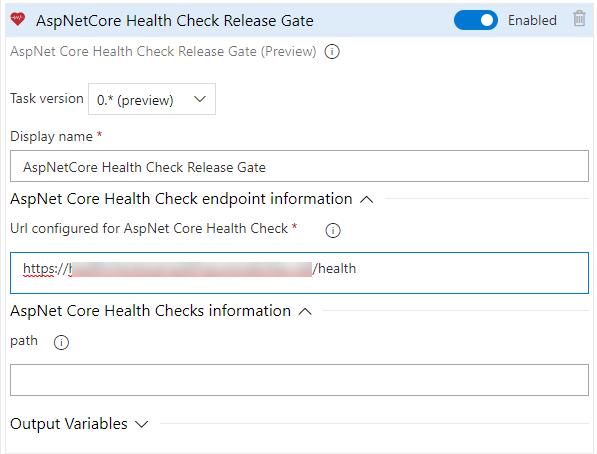 AspNetCore Health Check Release Gate
Enabled
AspNet Core Health Check Release Gate (Preview)
Task version
0.* (preview)
Display name *
AspNetCore Health Check Release Gate
AspNet Core Health Check endpoint information
Url configured for AspNet Core Health Check *
https:// /health
AspNet Core Health Checks information
path
Output Variables